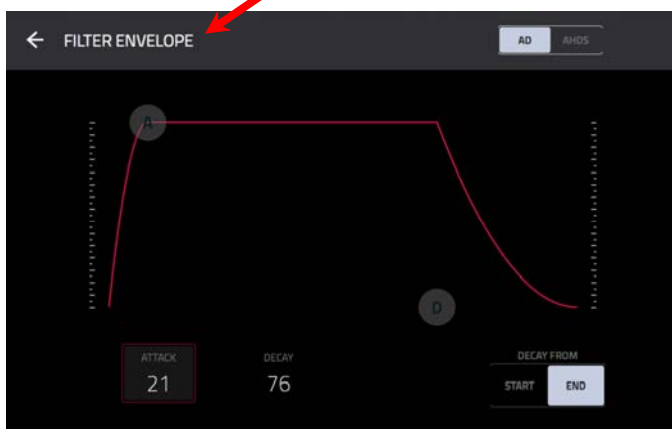 FILTER ENVELOPE
AD AHDS
A
D
ATTACK DECAY DECAY FROM
21 76 START END